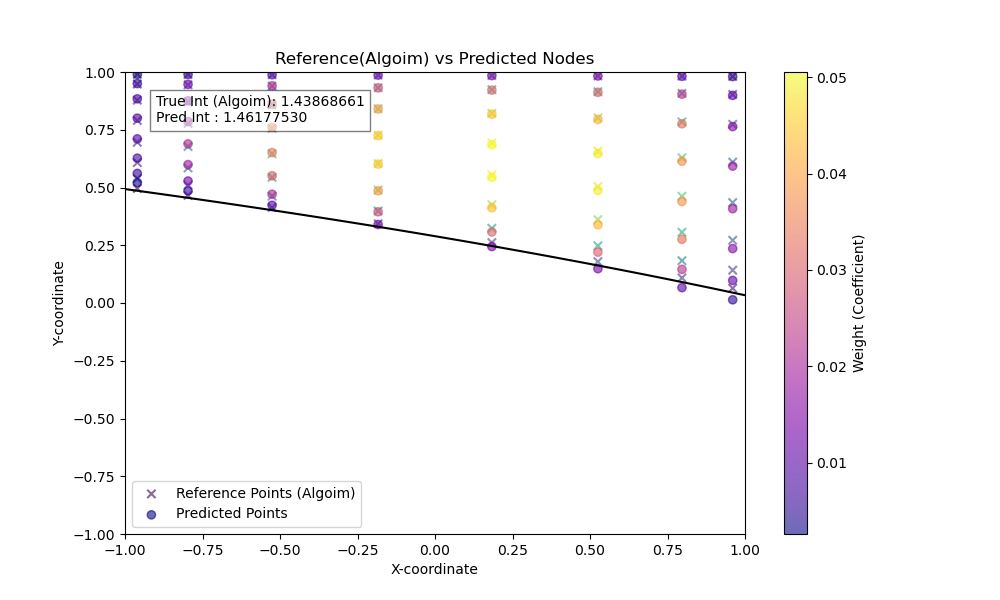 Reference(Algoim) vs Predicted Nodes
True Int (Algoim): 1.43868661
Pred Int : 1.46177530
1.00
0.75
0.50
0.25
0.00
−0.25
−0.50
−0.75
−1.00
Y-coordinate
Reference Points (Algoim)
Predicted Points
−1.00 −0.75 −0.50 −0.25 0.00 0.25 0.50 0.75 1.00
X-coordinate
0.05
0.04
0.03
0.02
0.01
Weight (Coefficient)